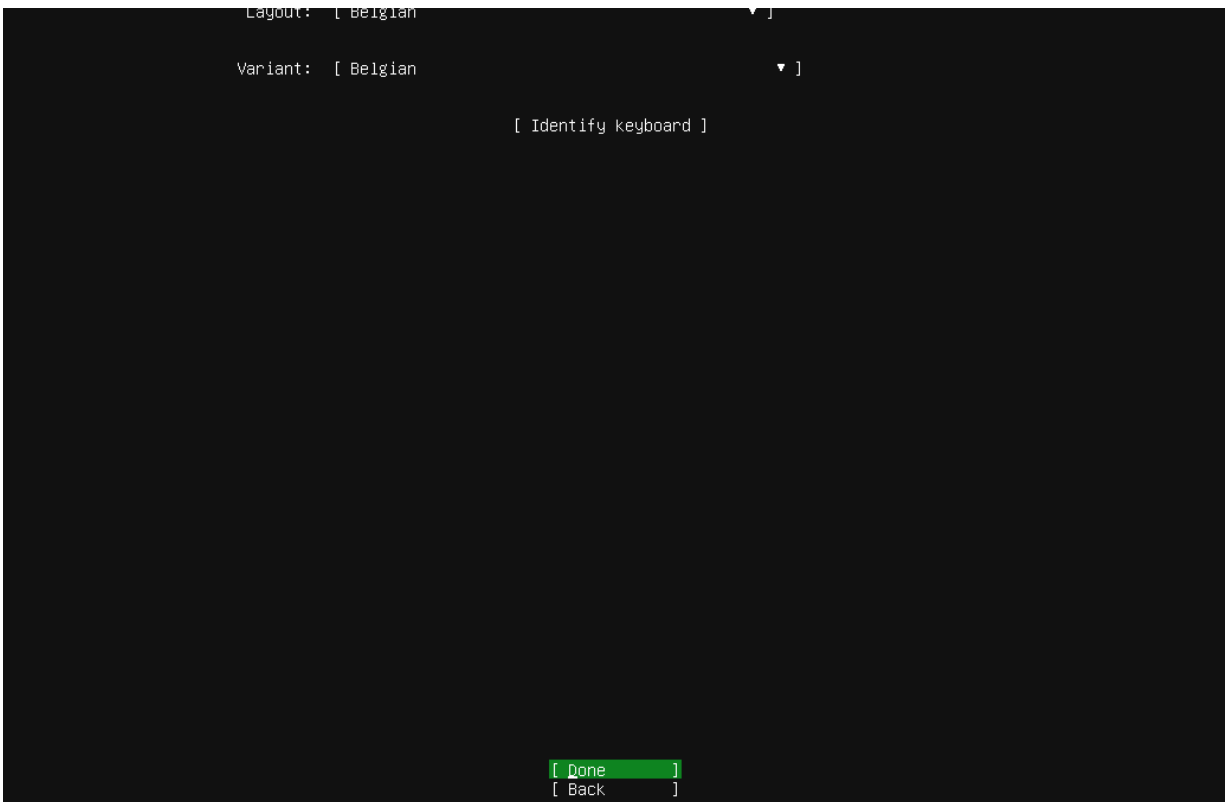 Layout: [ Belgian ▾ ]
Variant: [ Belgian ▾ ]
[ Identify keyboard ]
[ Done ]
[ Back ]